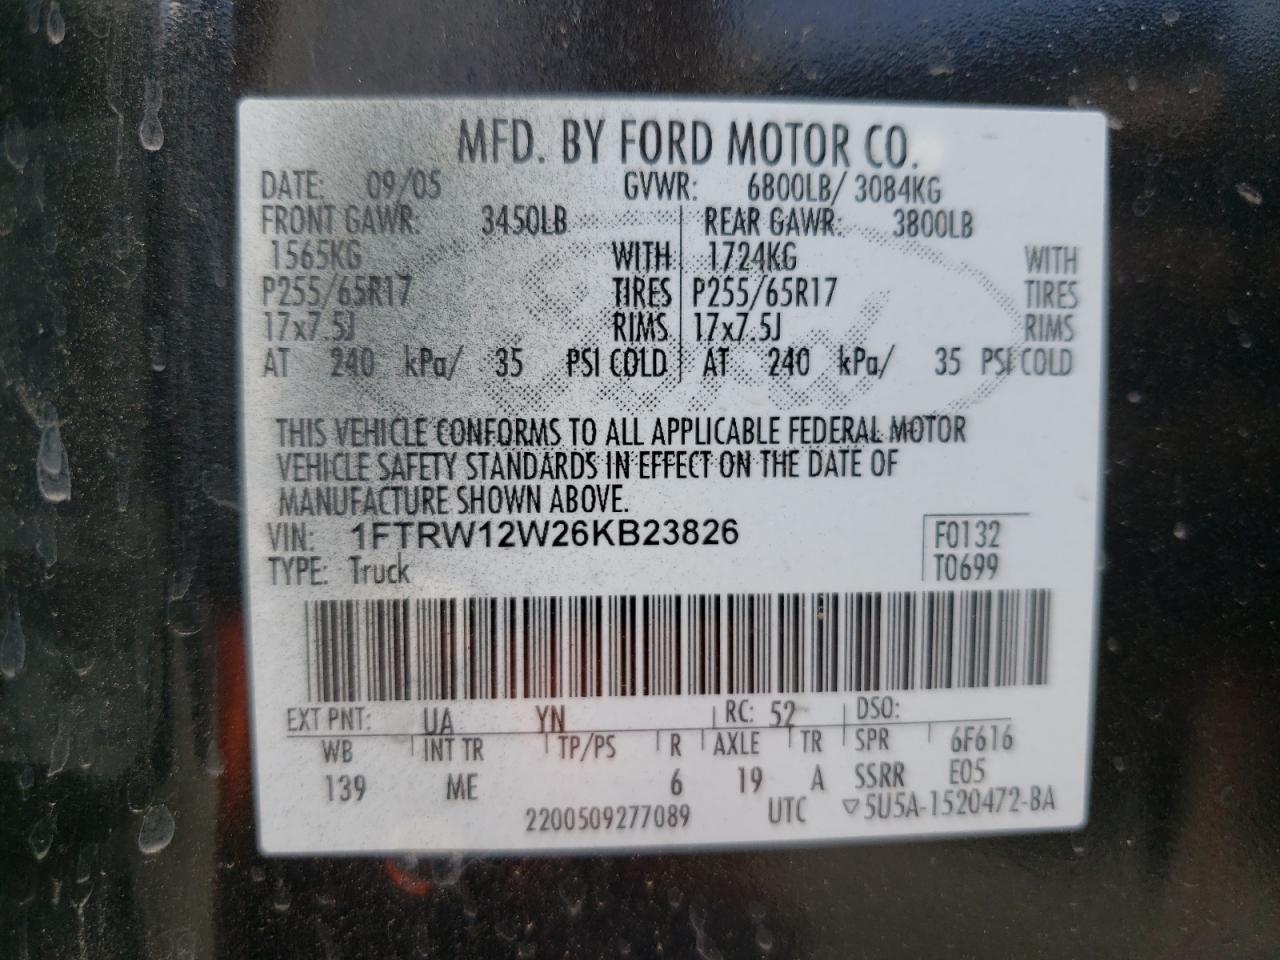 MFD. BY FORD MOTOR CO.
DATE: 09/05 GVWR: 6800LB/ 3084KG
FRONT GAWR: 3450LB REAR GAWR: 3800LB
1565KG WITH 1724KG WITH
P255/65R17 TIRES P255/65R17 TIRES
17x7.5J RIMS 17x7.5J RIMS
AT 240 kPa/ 35 PSI COLD AT 240 kPa/ 35 PSI COLD
THIS VEHICLE CONFORMS TO ALL APPLICABLE FEDERAL MOTOR
VEHICLE SAFETY STANDARDS IN EFFECT ON THE DATE OF
MANUFACTURE SHOWN ABOVE.
VIN: 1FTRW12W26KB23826 F0132
TYPE: Truck T0699
EXT PNT: UA YN RC: 52 DSO:
WB INT TR TP/PS R AXLE TR SPR 6F616
139 ME 6 19 A SSRR E05
2200509277089 UTC ▽5U5A-1520472-BA